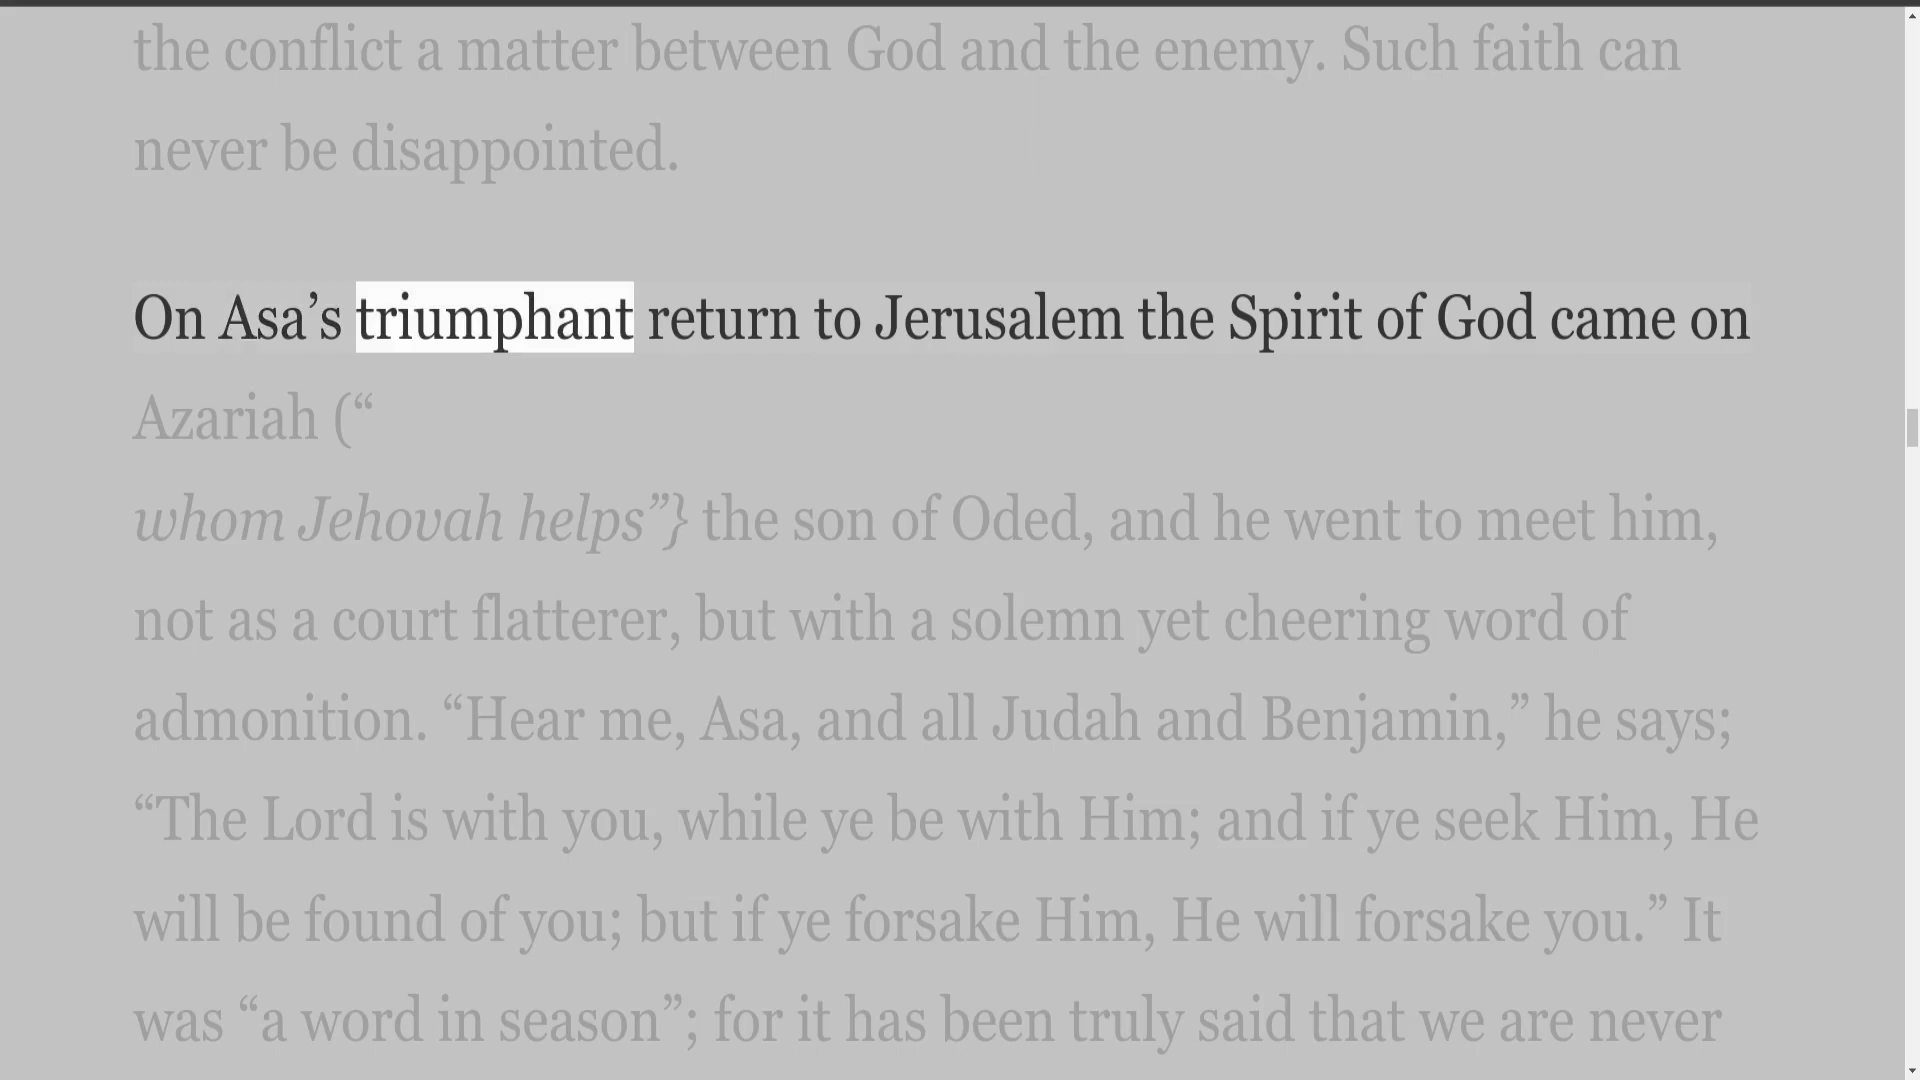 the conflict a matter between God and the enemy. Such faith can
never be disappointed.
On Asa’s triumphant return to Jerusalem the Spirit of God came on
Azariah (“
whom Jehovah helps”} the son of Oded, and he went to meet him,
not as a court flatterer, but with a solemn yet cheering word of
admonition. “Hear me, Asa, and all Judah and Benjamin,” he says;
“The Lord is with you, while ye be with Him; and if ye seek Him, He
will be found of you; but if ye forsake Him, He will forsake you.” It
was “a word in season”; for it has been truly said that we are never